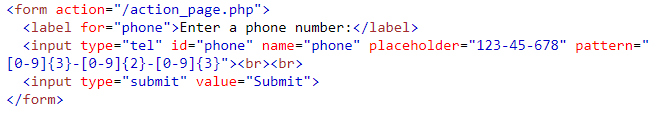 <form action="/action_page.php">
<label for="phone">Enter a phone number:</label>
<input type="tel" id="phone" name="phone" placeholder="123-45-678" pattern="
[0-9]{3}-[0-9]{2}-[0-9]{3}"><br><br>
<input type="submit" value="Submit">
</form>